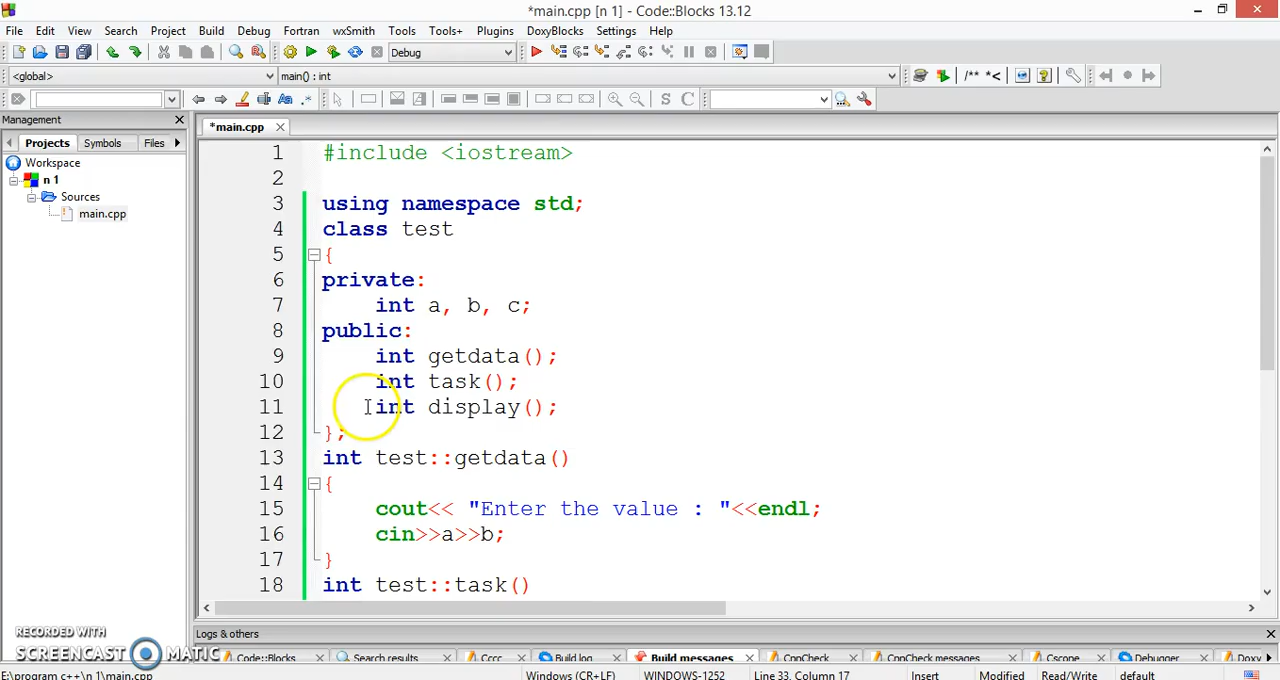 *main.cpp [n 1] - Code::Blocks 13.12
File Edit View Search Project Build Debug Fortran wxSmith Tools Tools+ Plugins DoxyBlocks Settings Help
Debug
<global> main() : int /** *<
Aa .* S C
Management
*main.cpp
Projects Symbols Files
Workspace
n 1
Sources
main.cpp
1 #include <iostream>
2
3 using namespace std;
4 class test
5 {
6 private:
7 int a, b, c;
8 public:
9 int getdata();
10 int task();
11 int display();
12 };
13 int test::getdata()
14 {
15 cout<< "Enter the value : "<<endl;
16 cin>>a>>b;
17 }
18 int test::task()
Logs & others
Code::Blocks Search results Cccc Build log Build messages CppCheck CppCheck messages Cscope Debugger Doxy
E:\program c++\n 1\main.cpp Windows (CR+LF) WINDOWS-1252 Line 33, Column 17 Insert Modified Read/Write default
RECORDED WITH
SCREENCAST MATIC